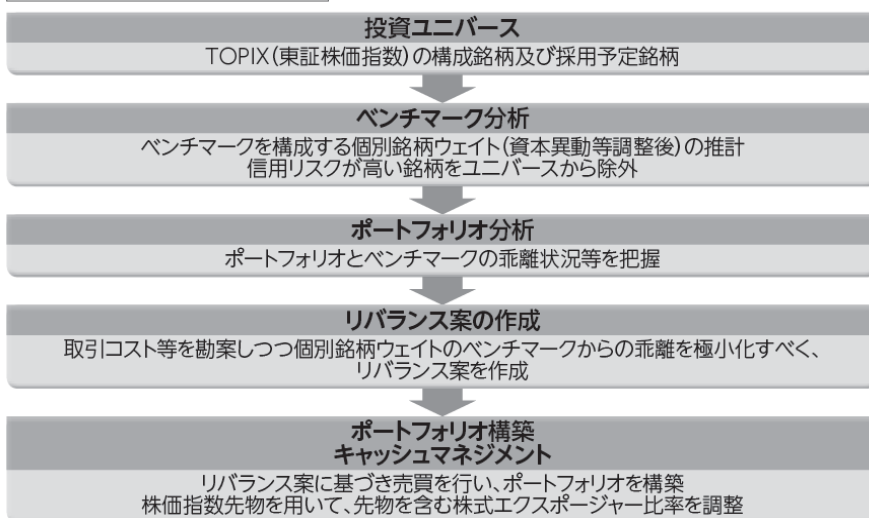 投資ユニバース
TOPIX(東証株価指数)の構成銘柄及び採用予定銘柄
ベンチマーク分析
ベンチマークを構成する個別銘柄ウェイト(資本異動等調整後)の推計
信用リスクが高い銘柄をユニバースから除外
ポートフォリオ分析
ポートフォリオとベンチマークの乖離状況等を把握
リバランス案の作成
取引コスト等を勘案しつつ個別銘柄ウェイトのベンチマークからの乖離を極小化すべく、
リバランス案を作成
ポートフォリオ構築
キャッシュマネジメント
リバランス案に基づき売買を行い、ポートフォリオを構築
株価指数先物を用いて、先物を含む株式エクスポージャー比率を調整